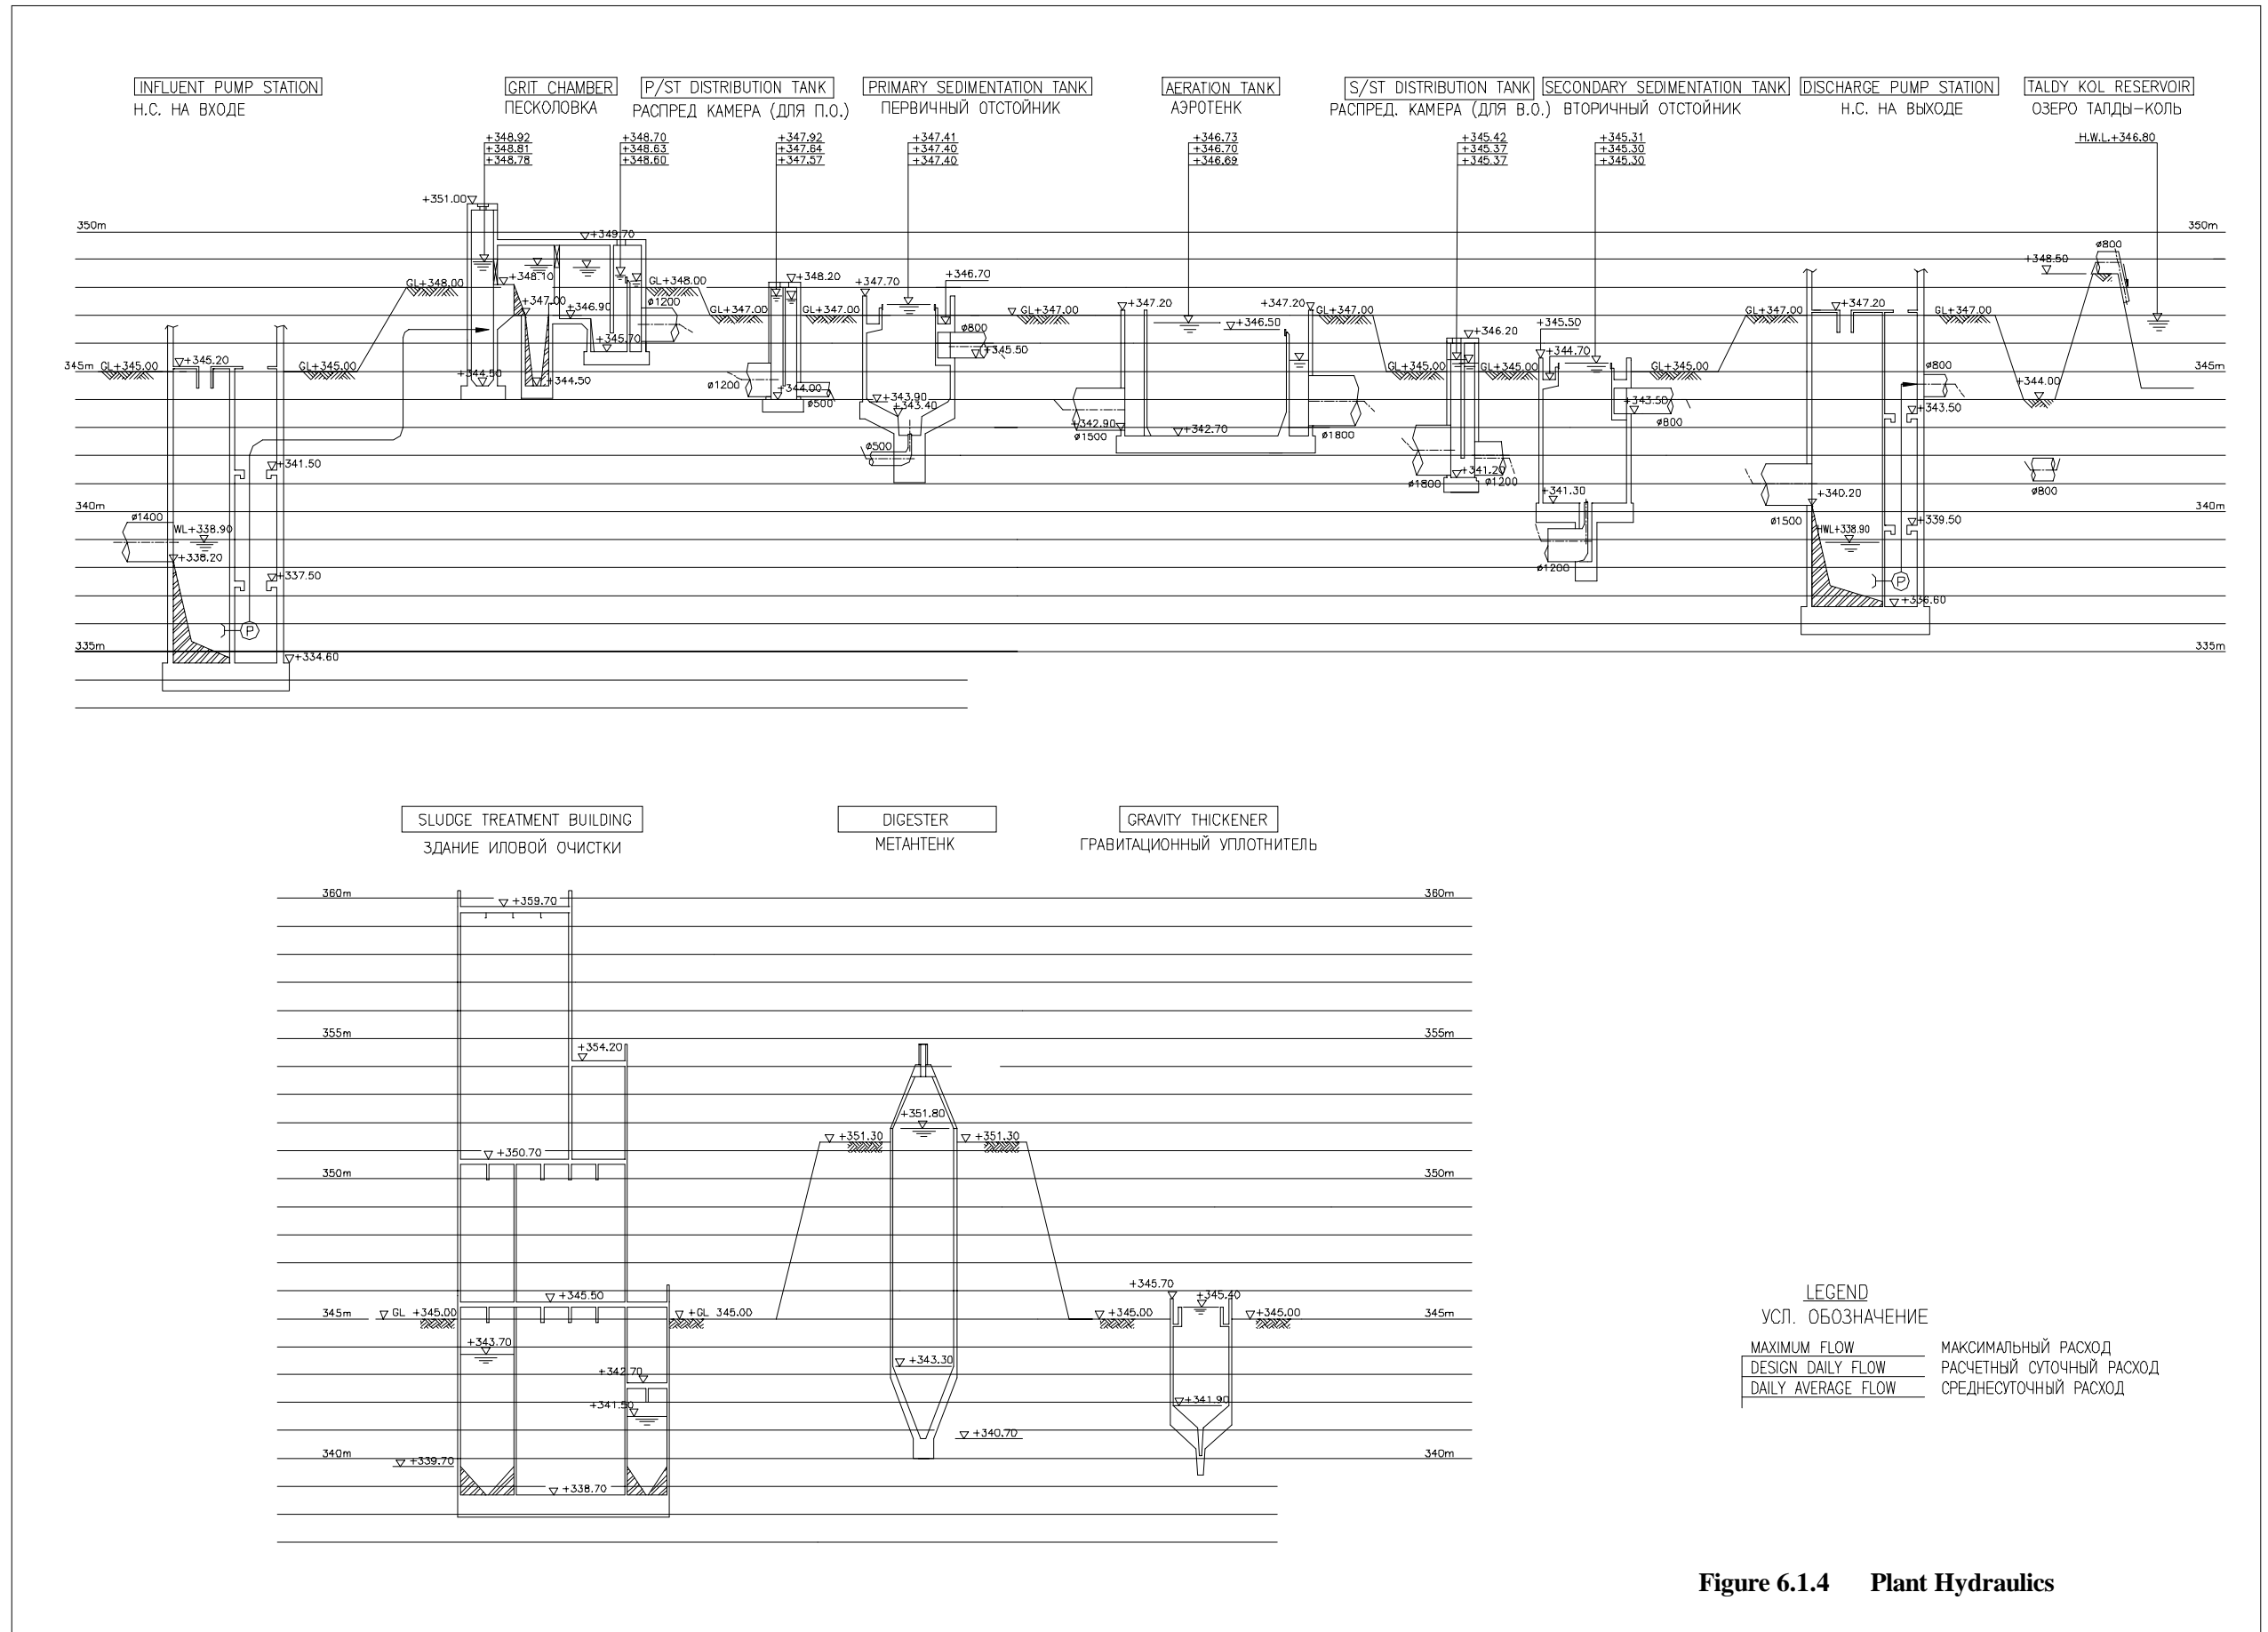 INFLUENT PUMP STATION
Н.С. НА ВХОДЕ
GRIT CHAMBER
ПЕСКОЛОВКА
P/ST DISTRIBUTION TANK
РАСПРЕД КАМЕРА (ДЛЯ П.О.)
PRIMARY SEDIMENTATION TANK
ПЕРВИЧНЫЙ ОТСТОЙНИК
AERATION TANK
АЭРОТЕНК
S/ST DISTRIBUTION TANK
РАСПРЕД. КАМЕРА (ДЛЯ В.О.)
SECONDARY SEDIMENTATION TANK
ВТОРИЧНЫЙ ОТСТОЙНИК
DISCHARGE PUMP STATION
Н.С. НА ВЫХОДЕ
TALDY KOL RESERVOIR
ОЗЕРО ТАЛДЫ-КОЛЬ
+348.92
+348.81
+348.78
+348.70
+348.63
+348.60
+347.92
+347.64
+347.57
+347.41
+347.40
+347.40
+346.73
+346.70
+346.69
+345.42
+345.37
+345.37
+345.31
+345.30
+345.30
H.W.L.+346.80
350m
345m
340m
335m
GL+345.00
+345.20
GL+345.00
ø1400
WL+338.90
+338.20
+341.50
+337.50
P
+334.60
GL+348.00
+351.00
+349.70
+348.10
+347.00
+346.90
+345.70
+344.50
+344.50
GL+348.00
ø1200
GL+347.00
+348.20
GL+347.00
ø1200
+344.00
ø500
+347.70
+346.70
ø800
+345.50
+343.90
+343.40
ø500
GL+347.00
+347.20
+346.50
+347.20
+342.90
ø1500
+342.70
ø1800
GL+347.00
GL+345.00
+346.20
GL+345.00
ø1800
+341.20
ø1200
+345.50
+344.70
GL+345.00
+343.50
ø800
+341.30
ø1200
GL+347.00
+347.20
GL+347.00
ø800
+343.50
ø1500
+340.20
HWL+338.90
+339.50
P
+336.60
+344.00
ø800
+348.50
ø800
350m
345m
340m
335m
SLUDGE TREATMENT BUILDING
ЗДАНИЕ ИЛОВОЙ ОЧИСТКИ
DIGESTER
МЕТАНТЕНК
GRAVITY THICKENER
ГРАВИТАЦИОННЫЙ УПЛОТНИТЕЛЬ
360m
355m
350m
345m
340m
+359.70
+354.20
+350.70
+345.50
GL +345.00
+GL 345.00
+343.70
+342.70
+341.50
+339.70
+338.70
+351.30
+351.80
+351.30
+343.30
+340.70
+345.00
+345.70
+345.40
+345.00
+341.90
360m
355m
350m
345m
340m
LEGEND
УСЛ. ОБОЗНАЧЕНИЕ
MAXIMUM FLOW МАКСИМАЛЬНЫЙ РАСХОД
DESIGN DAILY FLOW РАСЧЕТНЫЙ СУТОЧНЫЙ РАСХОД
DAILY AVERAGE FLOW СРЕДНЕСУТОЧНЫЙ РАСХОД
Figure 6.1.4 Plant Hydraulics